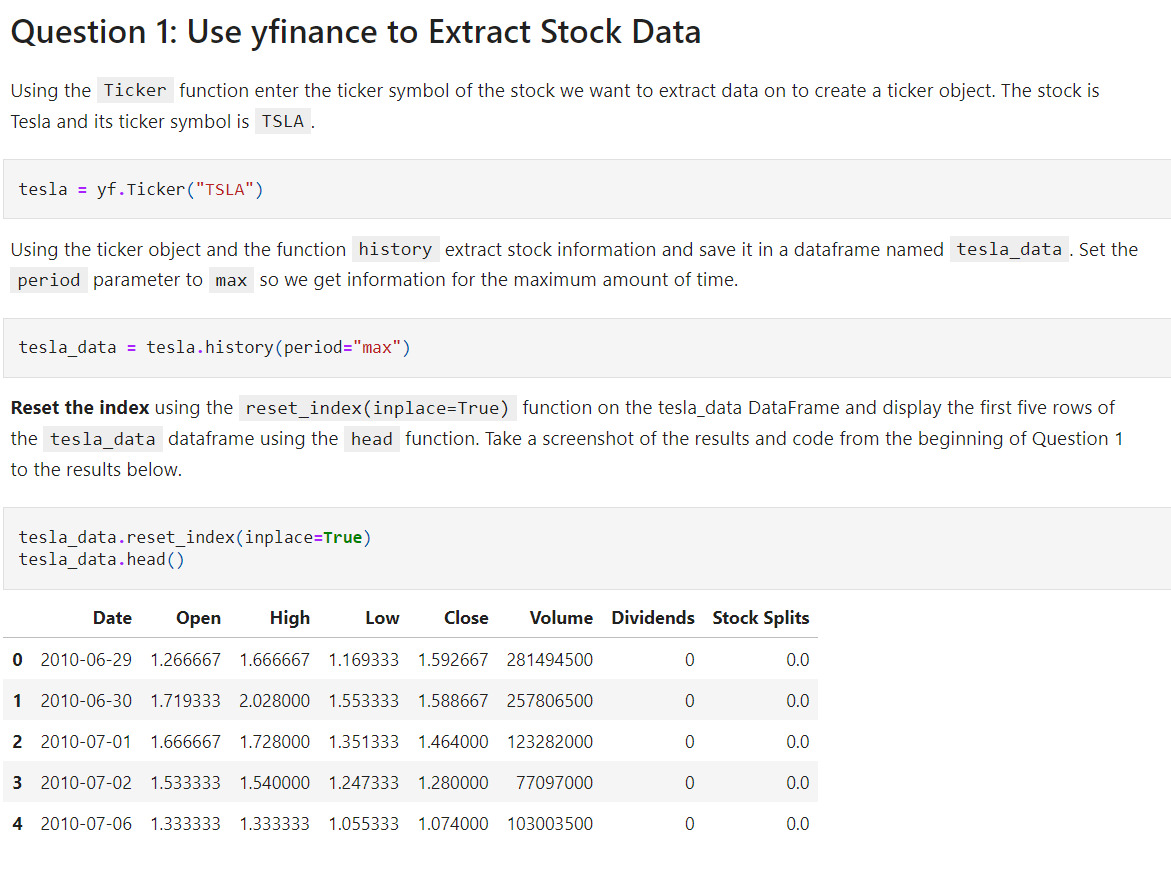 Question 1: Use yfinance to Extract Stock Data
Using the Ticker function enter the ticker symbol of the stock we want to extract data on to create a ticker object. The stock is
Tesla and its ticker symbol is TSLA .
tesla = yf.Ticker("TSLA")
Using the ticker object and the function history extract stock information and save it in a dataframe named tesla_data . Set the
period parameter to max so we get information for the maximum amount of time.
tesla_data = tesla.history(period="max")
Reset the index using the reset_index(inplace=True) function on the tesla_data DataFrame and display the first five rows of
the tesla_data dataframe using the head function. Take a screenshot of the results and code from the beginning of Question 1
to the results below.
tesla_data.reset_index(inplace=True)
tesla_data.head()
Date Open High Low Close Volume Dividends Stock Splits
0 2010-06-29 1.266667 1.666667 1.169333 1.592667 281494500 0 0.0
1 2010-06-30 1.719333 2.028000 1.553333 1.588667 257806500 0 0.0
2 2010-07-01 1.666667 1.728000 1.351333 1.464000 123282000 0 0.0
3 2010-07-02 1.533333 1.540000 1.247333 1.280000 77097000 0 0.0
4 2010-07-06 1.333333 1.333333 1.055333 1.074000 103003500 0 0.0